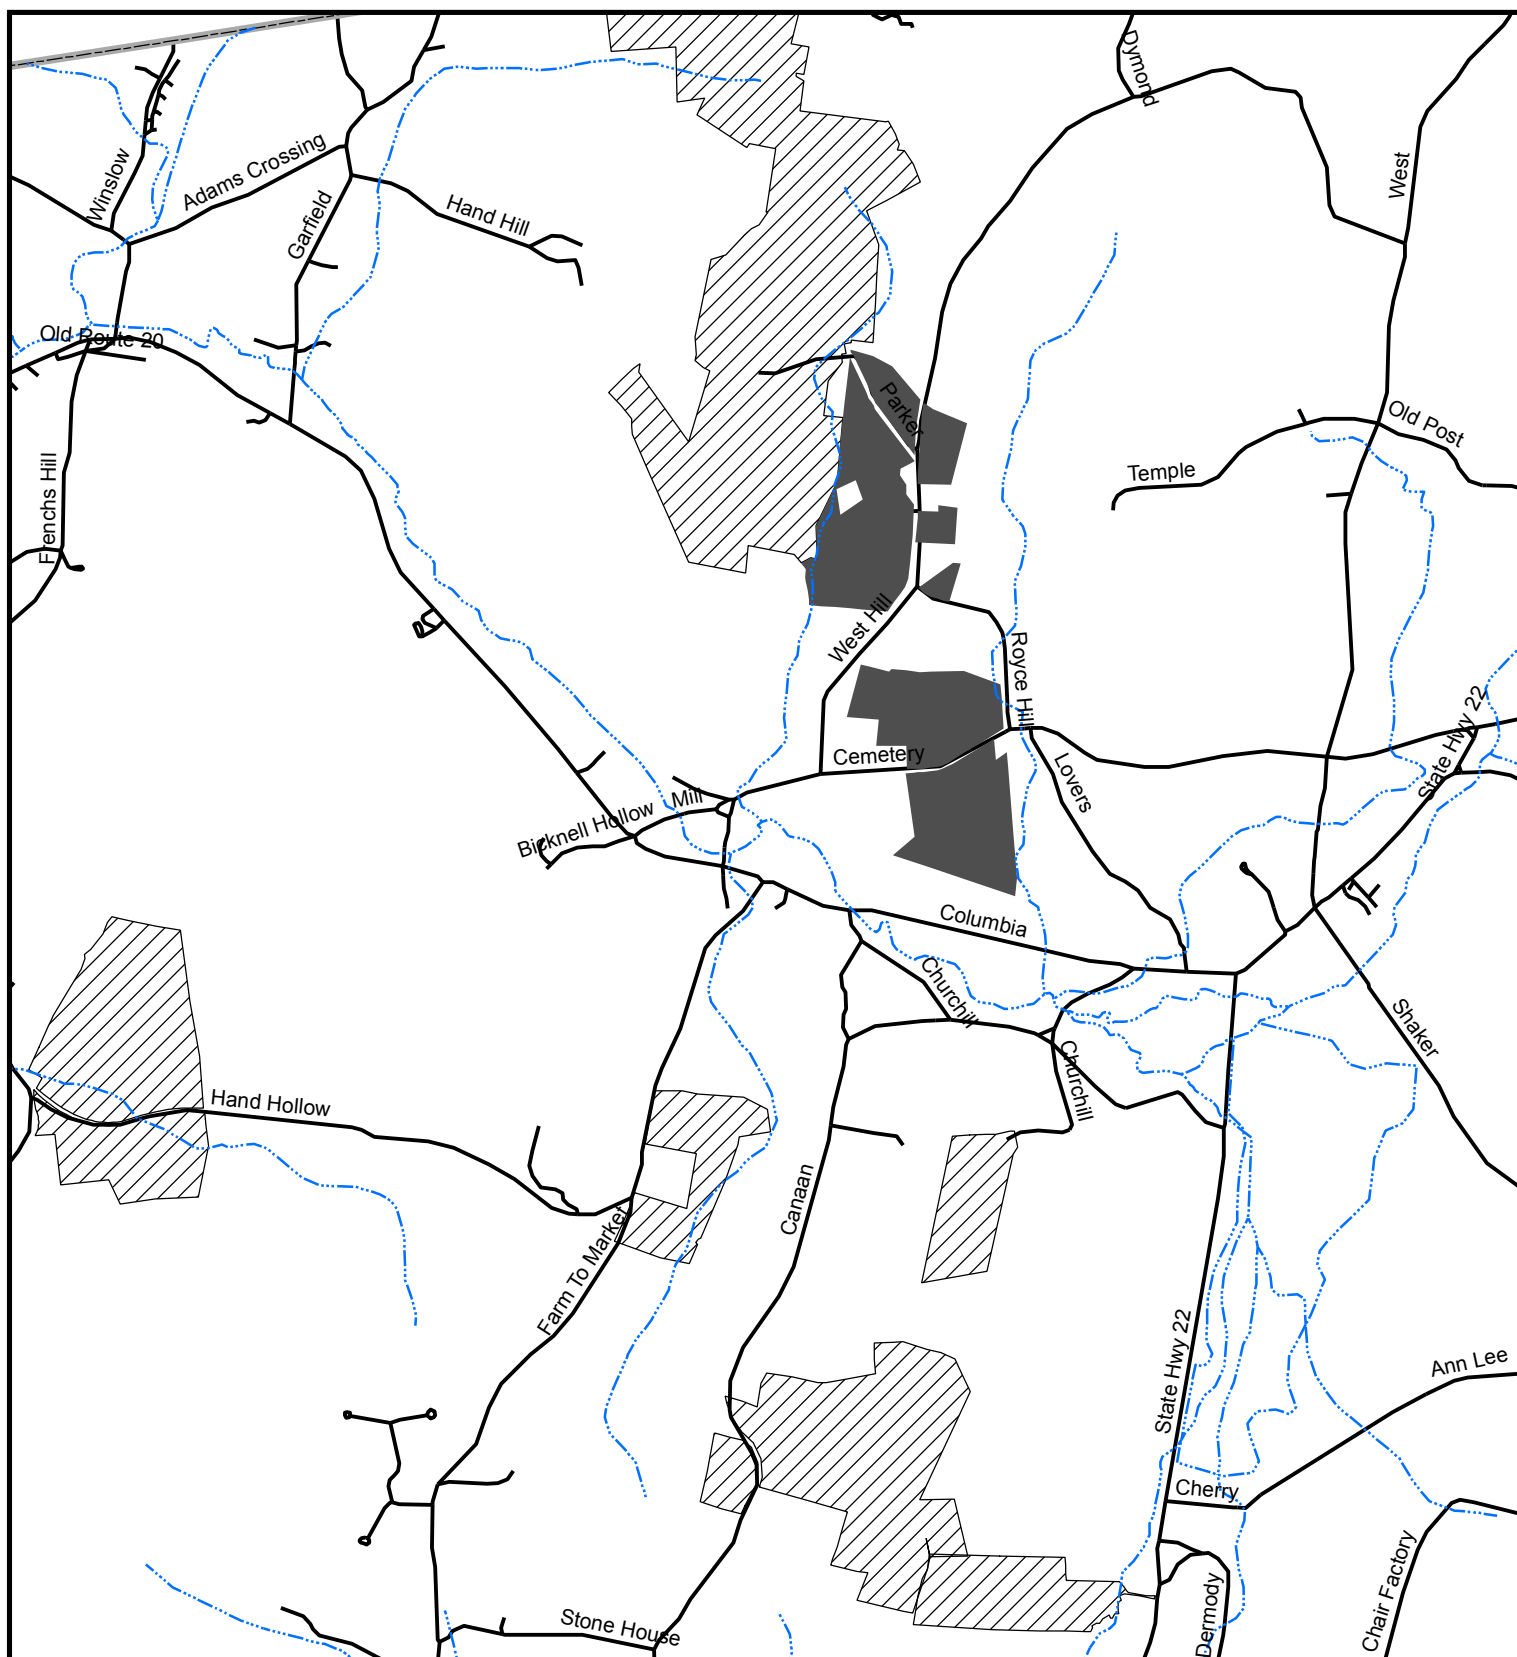 Dymond
West
Winslow
Adams Crossing
Garfield
Hand Hill
Old Route 20
Parker
Old Post
Temple
Frenchs Hill
West Hill
Royce Hill
State Hwy 22
Cemetery
Lovers
Mill
Bicknell Hollow
Columbia
Churchill
Shaker
Churchill
Hand Hollow
Canaan
Farm To Market
State Hwy 22
Ann Lee
Cherry
Chair Factory
Dermody
Stone House